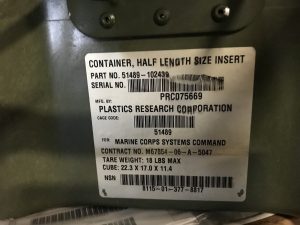 CONTAINER, HALF LENGTH SIZE INSERT
PART NO. 51489-102439
SERIAL NO.
PRC075669
MFG. BY:
PLASTICS RESEARCH CORPORATION
CAGE CODE:
51489
FOR: MARINE CORPS SYSTEMS COMMAND
CONTRACT NO. M67854-06-A-5047
TARE WEIGHT: 18 LBS MAX
CUBE: 22.3 X 17.0 X 11.4
NSN
8115-01-377-8817